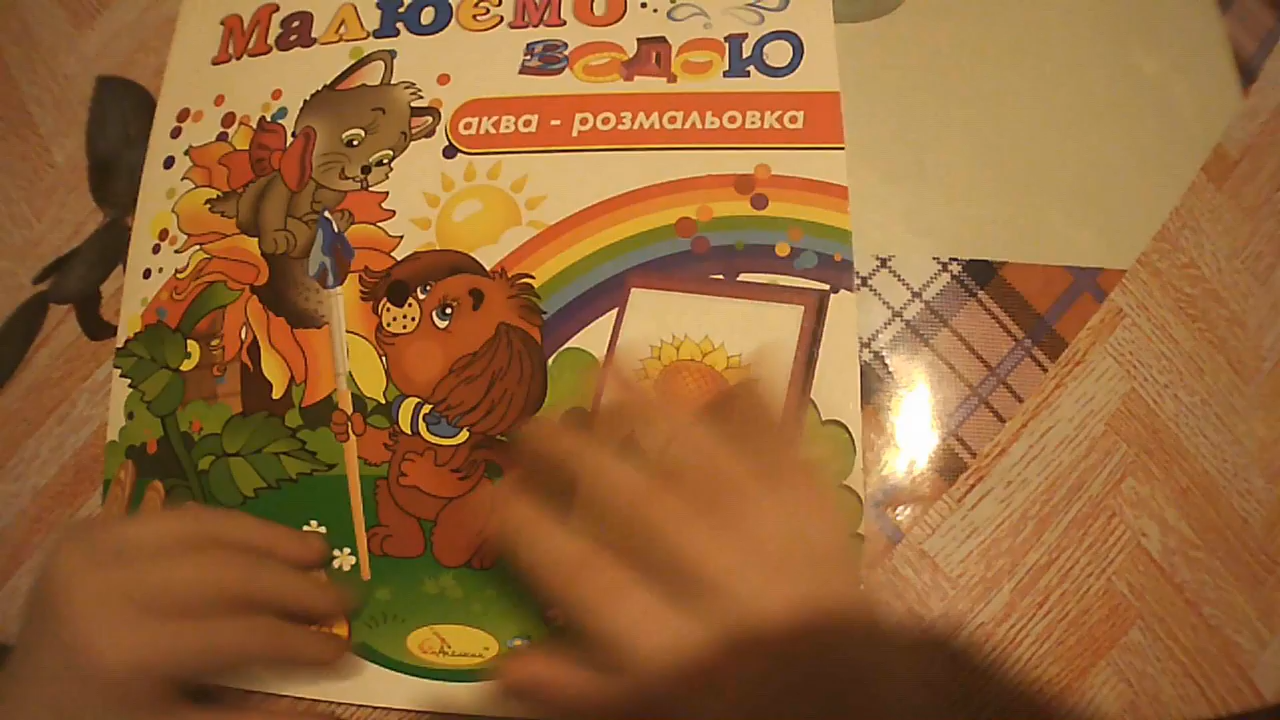 Малюємо
водою
аква - розмальовка